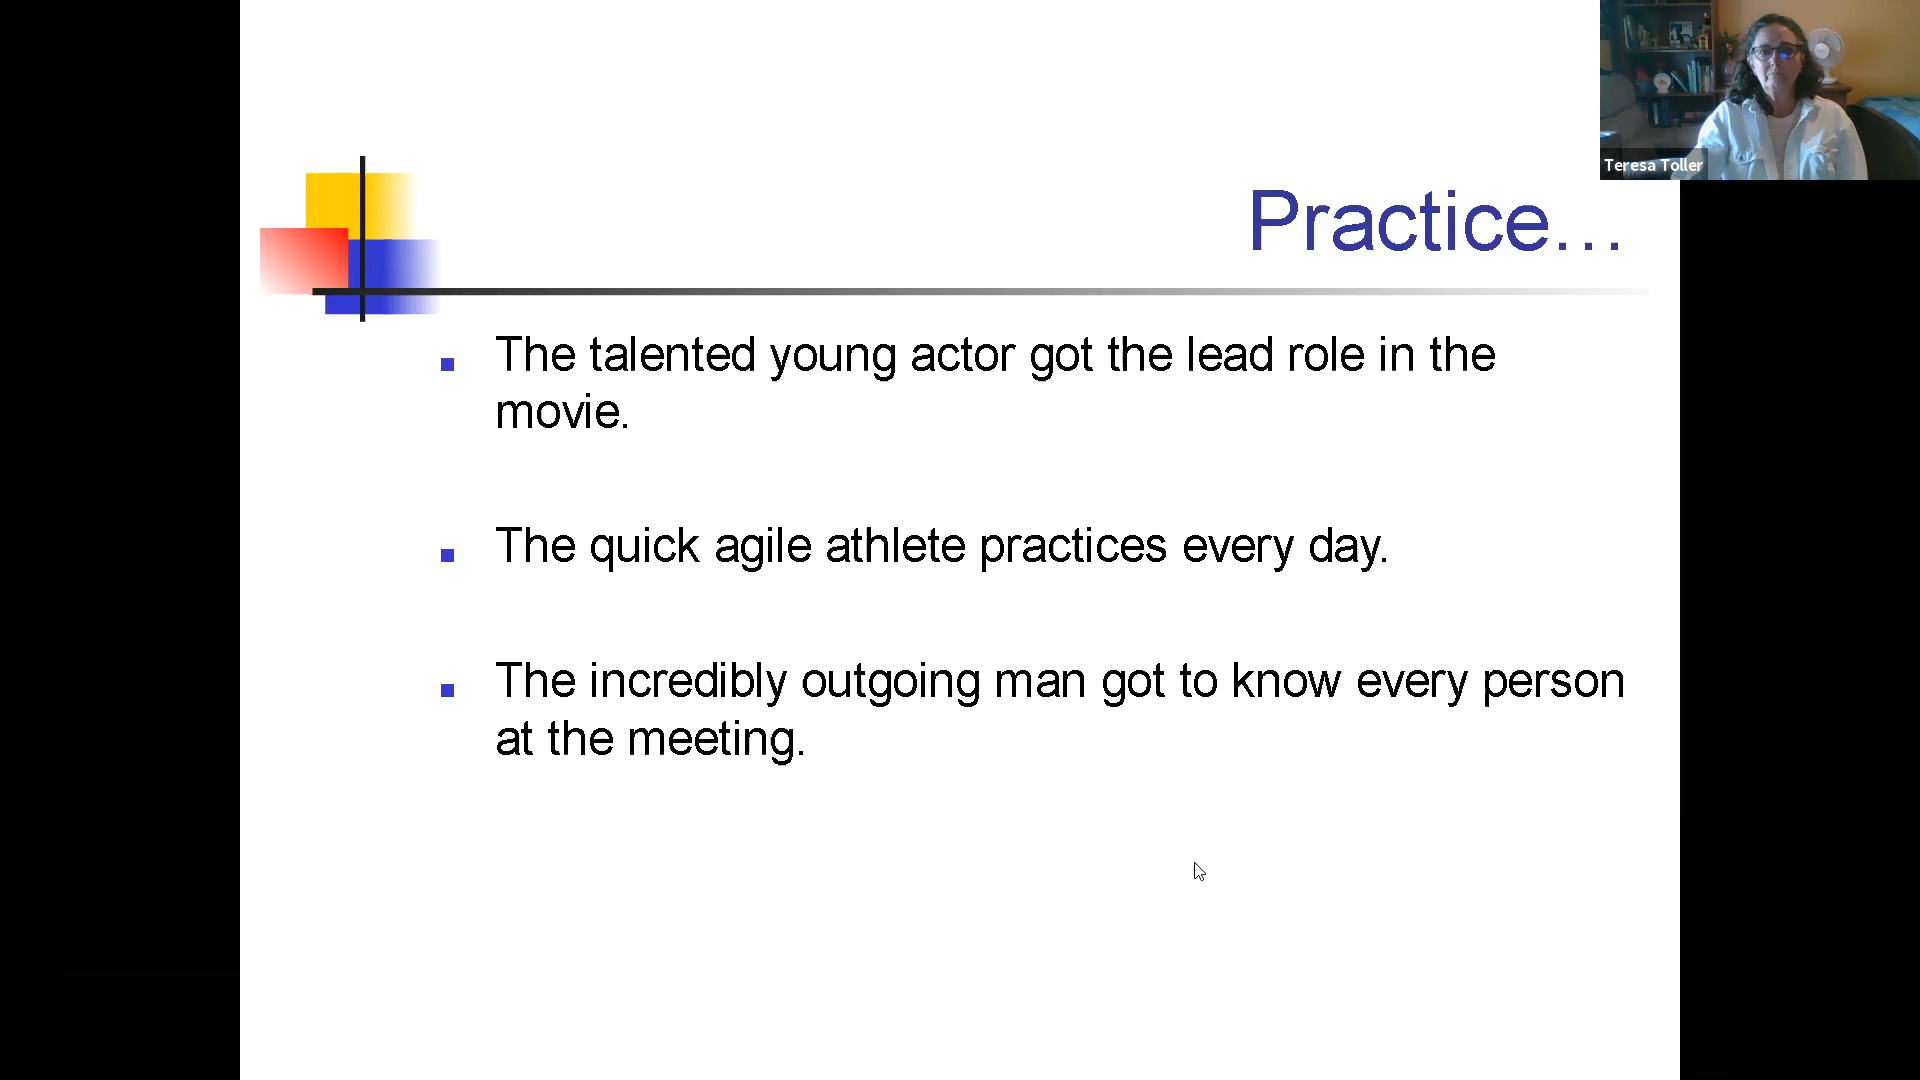 Teresa Toller
Practice…
The talented young actor got the lead role in the
movie.
The quick agile athlete practices every day.
The incredibly outgoing man got to know every person
at the meeting.